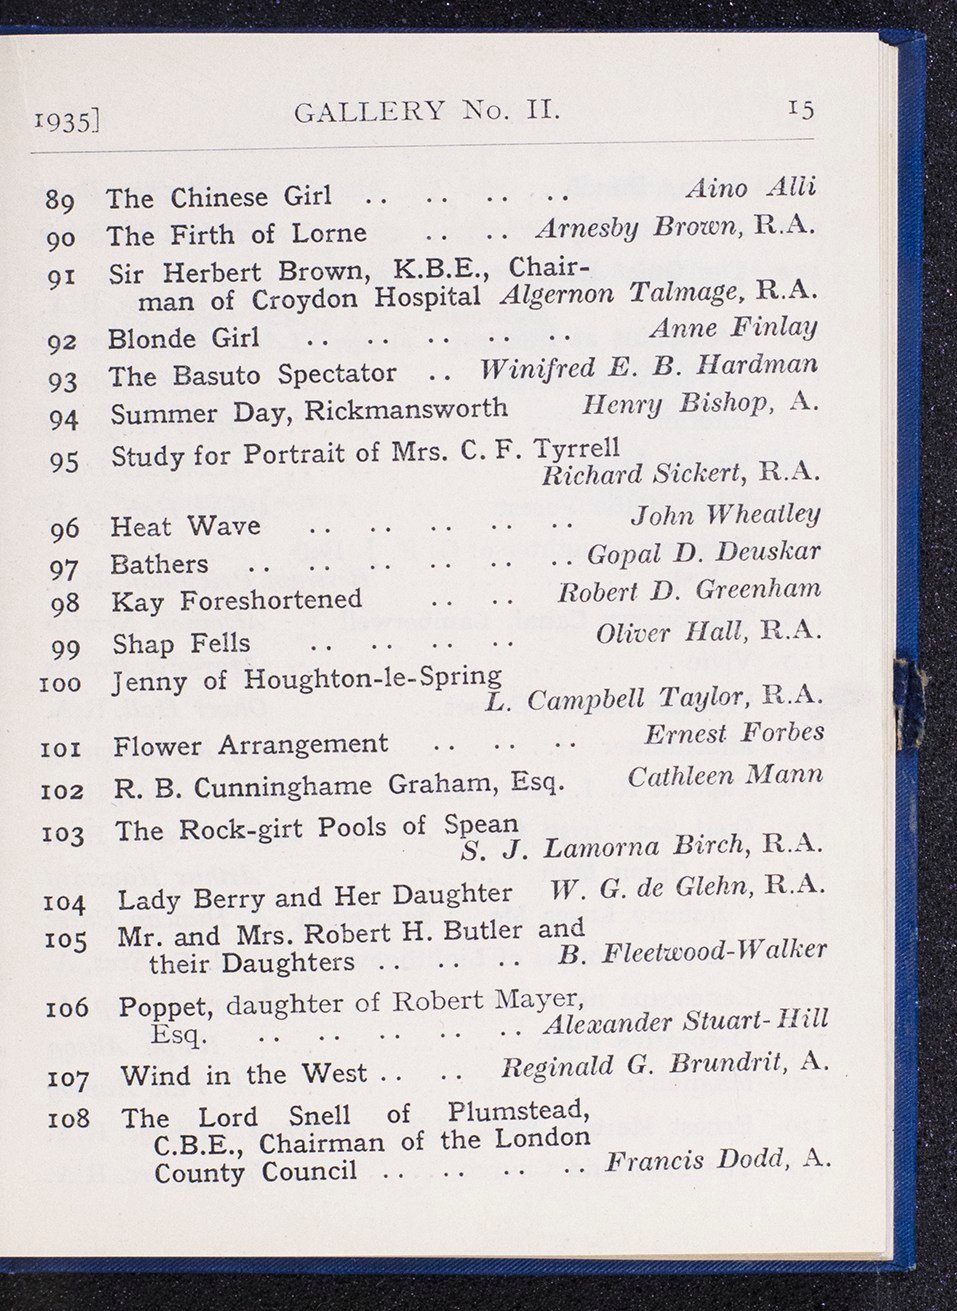 1935] GALLERY No. II. 15
89 The Chinese Girl .. .. .. .. Aino Alli
90 The Firth of Lorne .. .. Arnesby Brown, R.A.
91 Sir Herbert Brown, K.B.E., Chair-
man of Croydon Hospital Algernon Talmage, R.A.
92 Blonde Girl .. .. .. .. .. Anne Finlay
93 The Basuto Spectator .. Winifred E. B. Hardman
94 Summer Day, Rickmansworth Henry Bishop, A.
95 Study for Portrait of Mrs. C. F. Tyrrell
Richard Sickert, R.A.
96 Heat Wave .. .. .. .. .. John Wheatley
97 Bathers .. .. .. .. .. .. Gopal D. Deuskar
98 Kay Foreshortened .. .. Robert D. Greenham
99 Shap Fells .. .. .. .. Oliver Hall, R.A.
100 Jenny of Houghton-le-Spring
L. Campbell Taylor, R.A.
101 Flower Arrangement .. .. .. Ernest Forbes
102 R. B. Cunninghame Graham, Esq. Cathleen Mann
103 The Rock-girt Pools of Spean
S. J. Lamorna Birch, R.A.
104 Lady Berry and Her Daughter W. G. de Glehn, R.A.
105 Mr. and Mrs. Robert H. Butler and
their Daughters .. .. .. B. Fleetwood-Walker
106 Poppet, daughter of Robert Mayer,
Esq. .. .. .. .. .. Alexander Stuart-Hill
107 Wind in the West .. .. Reginald G. Brundrit, A.
108 The Lord Snell of Plumstead,
C.B.E., Chairman of the London
County Council .. .. .. .. Francis Dodd, A.